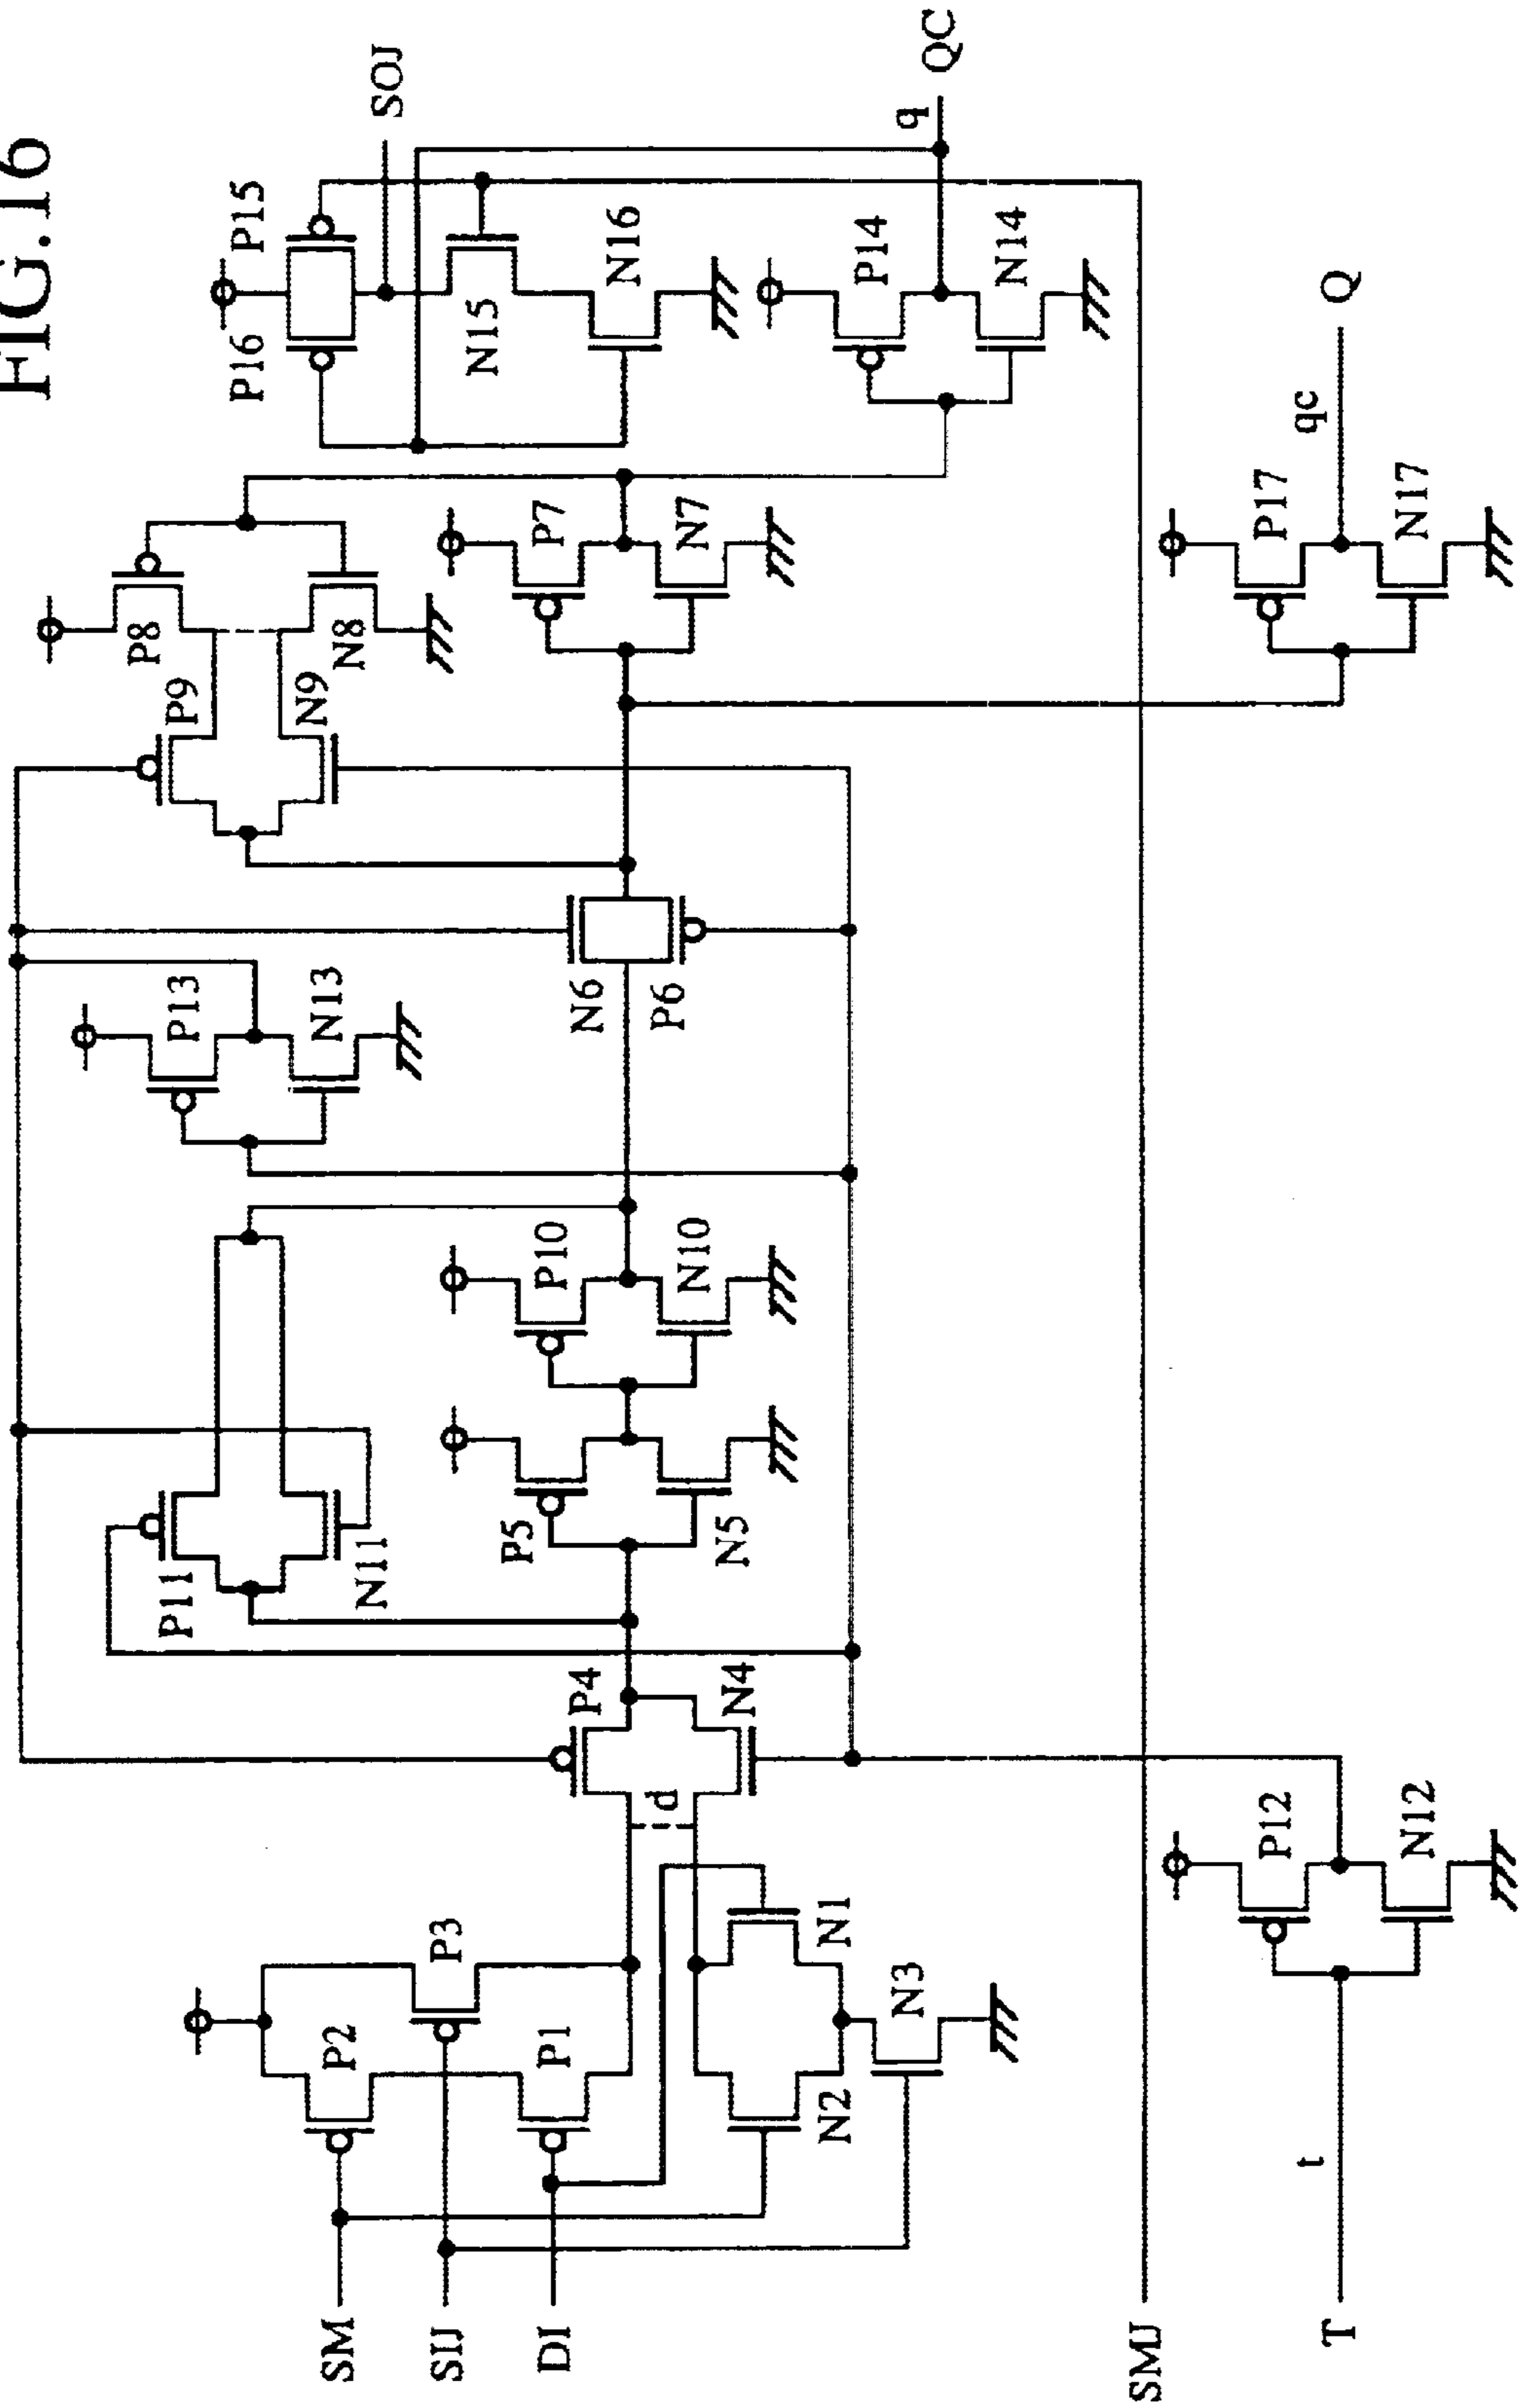 FIG.16
SM
SIJ
DI
SMJ
T
t
P2
P3
P1
N2
N1
N3
d
P4
N4
P12
N12
P11
N11
P5
N5
P10
N10
P13
N13
N6
P6
P9
N9
P8
N8
P7
N7
P17
N17
qc
Q
P16
P15
N15
N16
P14
N14
SOJ
q
QC